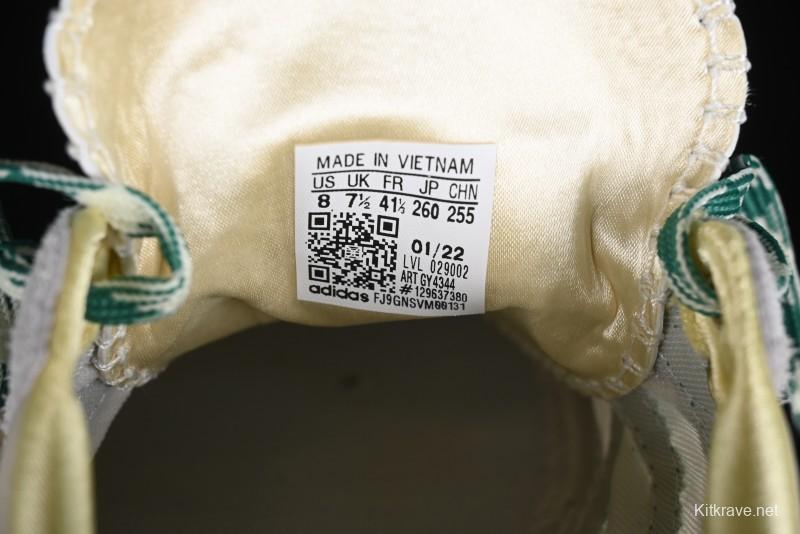 MADE IN VIETNAM
US UK FR JP CHN
8 7½ 41⅓ 260 255
01/22
LVL 029002
ART GY4344
# 129637380
adidas FJ9GNSVM00131
Kitkrave.net